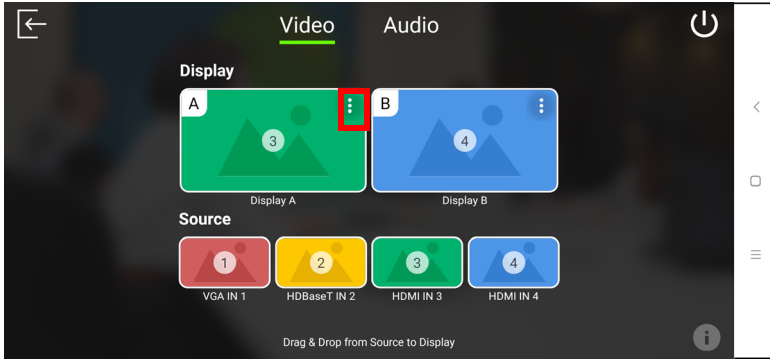 Video Audio
Display
A B
3 4
Display A Display B
Source
1 2 3 4
VGA IN 1 HDBaseT IN 2 HDMI IN 3 HDMI IN 4
Drag & Drop from Source to Display
i